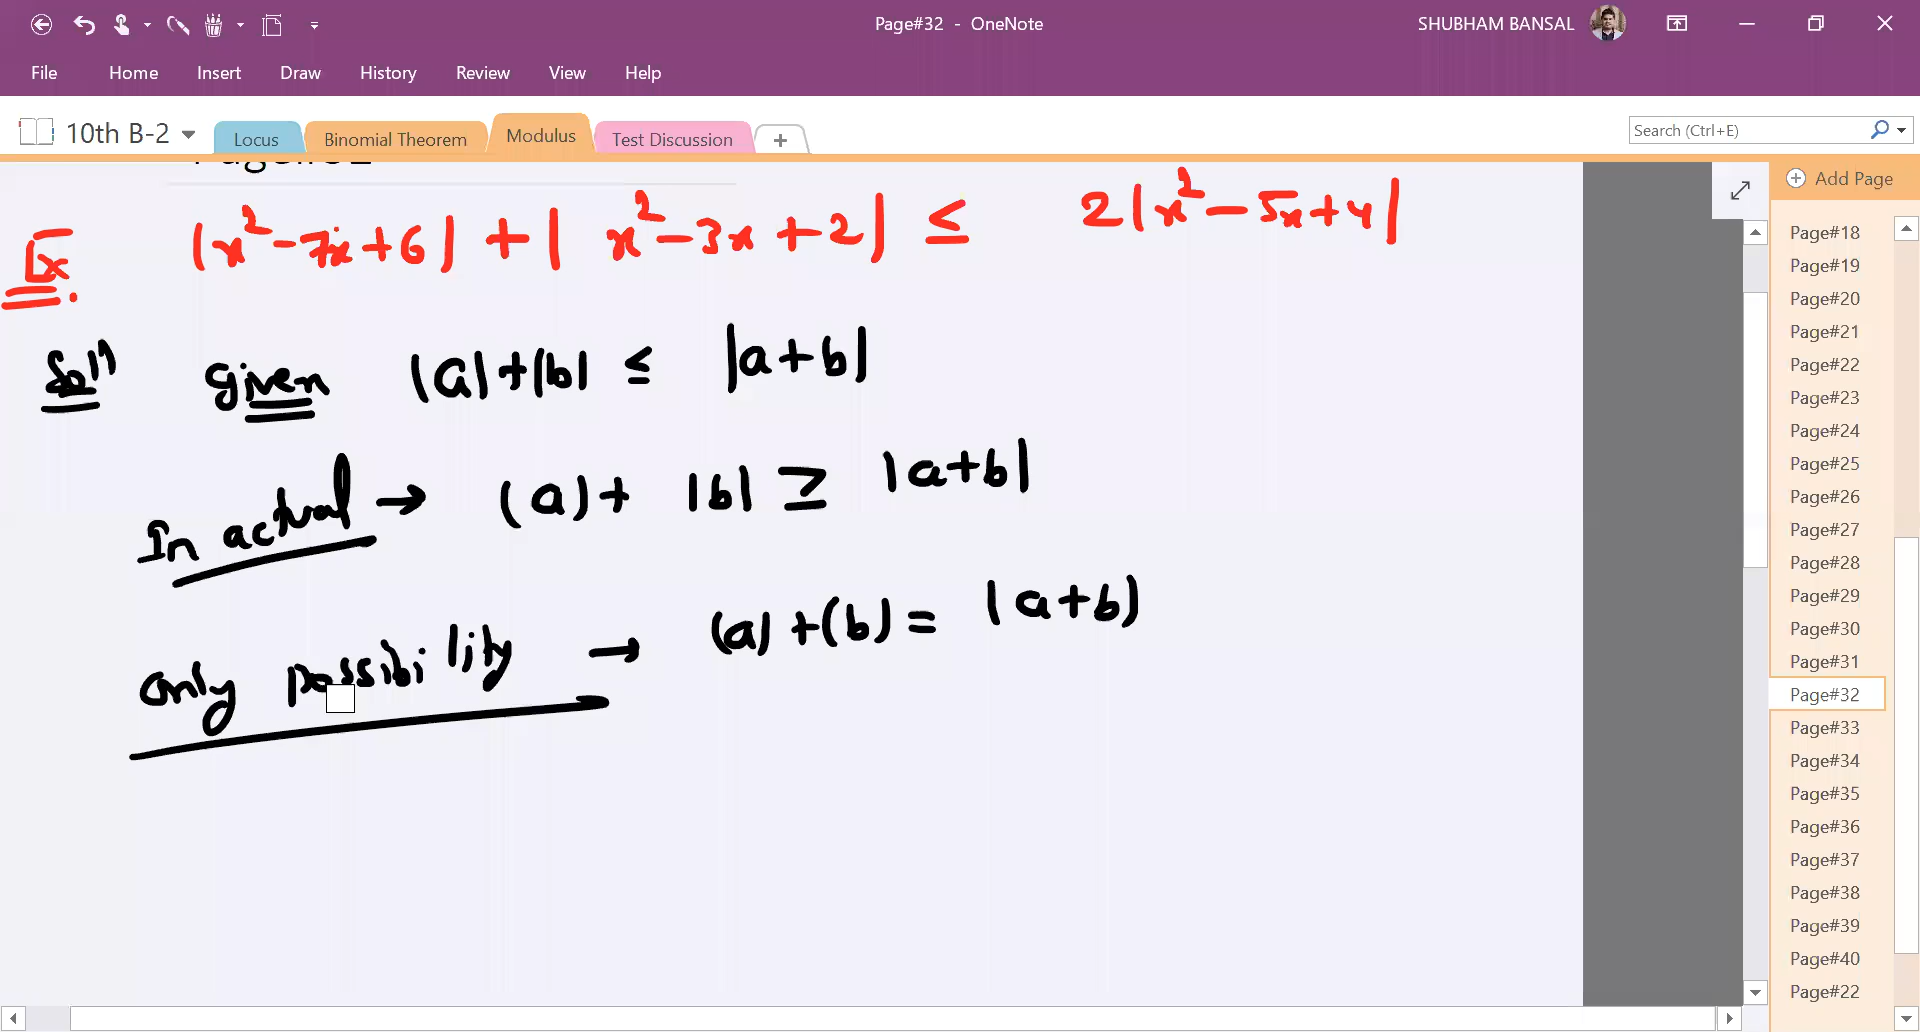 Page#32 - OneNote
SHUBHAM BANSAL
File Home Insert Draw History Review View Help
10th B-2
Locus
Binomial Theorem
Modulus
Test Discussion
Search (Ctrl+E)
Add Page
Ex. |x²-7x+6| + |x²-3x+2| ≤ 2|x²-5x+4|
Solⁿ given |a|+|b| ≤ |a+b|
In actual → |a| + |b| ≥ |a+b|
only possibility → |a|+|b| = |a+b|
Page#18
Page#19
Page#20
Page#21
Page#22
Page#23
Page#24
Page#25
Page#26
Page#27
Page#28
Page#29
Page#30
Page#31
Page#32
Page#33
Page#34
Page#35
Page#36
Page#37
Page#38
Page#39
Page#40
Page#22